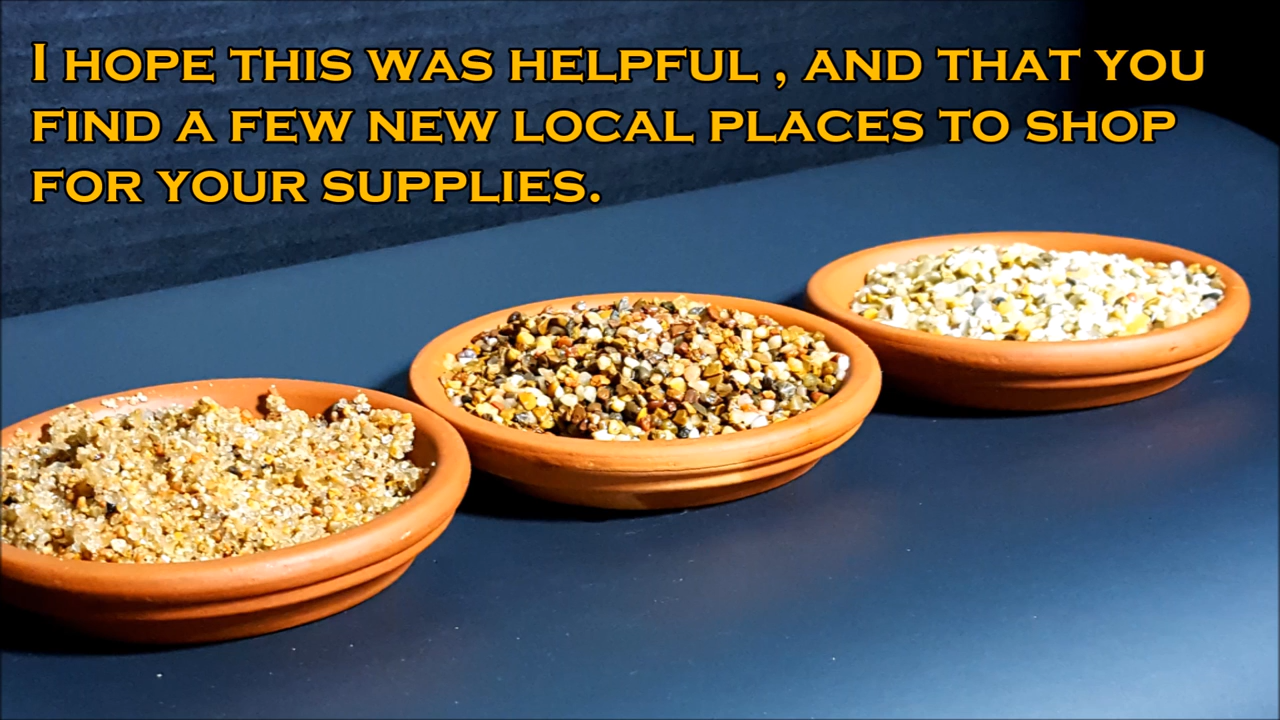 I HOPE THIS WAS HELPFUL , AND THAT YOU
FIND A FEW NEW LOCAL PLACES TO SHOP
FOR YOUR SUPPLIES.